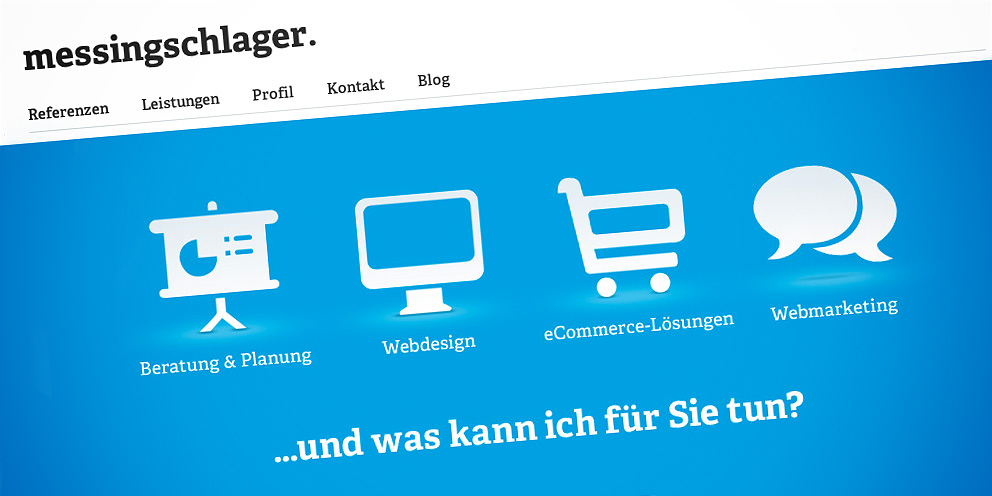 messingschlager.
Referenzen Leistungen Profil Kontakt Blog
Beratung & Planung Webdesign eCommerce-Lösungen Webmarketing
...und was kann ich für Sie tun?